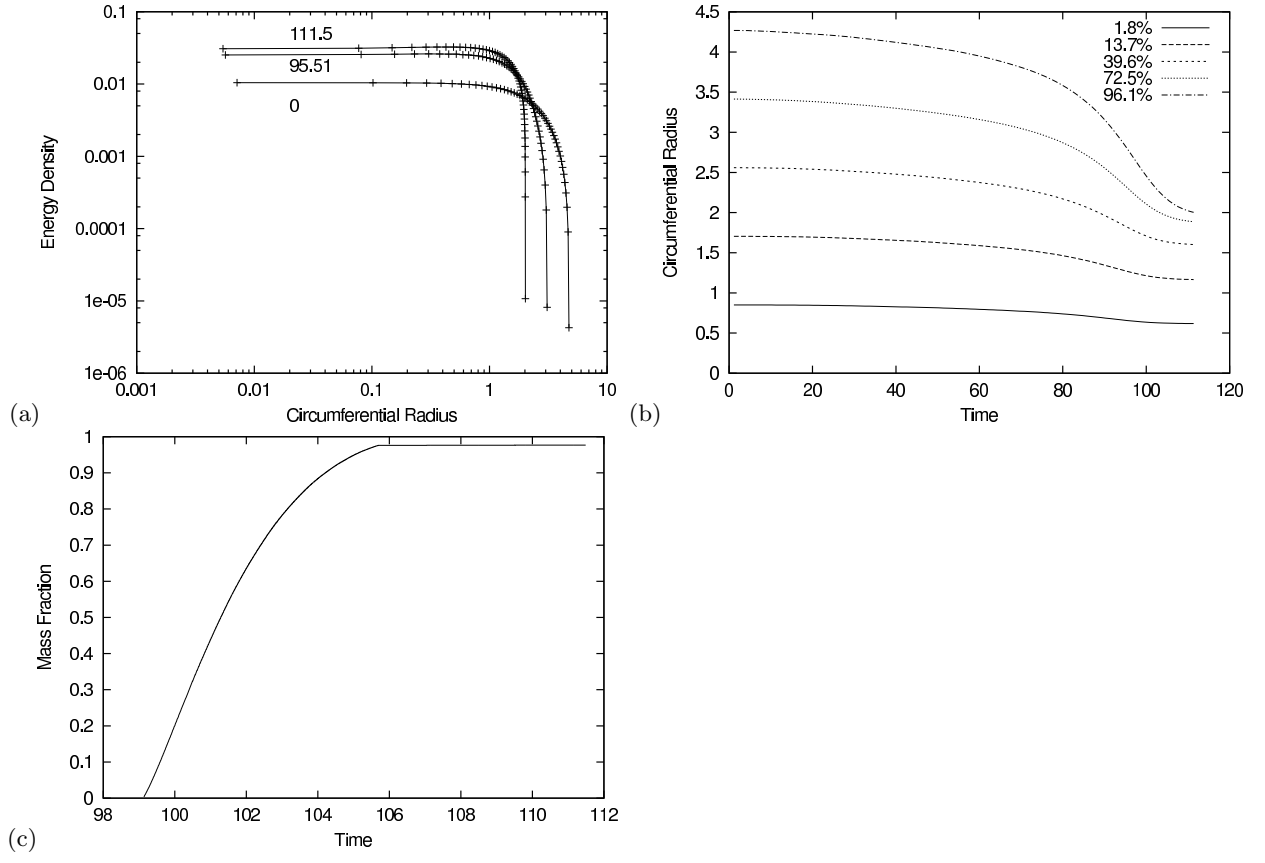 0.1
0.01
0.001
0.0001
1e-05
1e-06
Energy Density
111.5
95.51
0
0.001 0.01 0.1 1 10
Circumferential Radius
(a)
4.5
4
3.5
3
2.5
2
1.5
1
0.5
0
Circumferential Radius
1.8%
13.7%
39.6%
72.5%
96.1%
0 20 40 60 80 100 120
Time
(b)
1
0.9
0.8
0.7
0.6
0.5
0.4
0.3
0.2
0.1
0
Mass Fraction
98 100 102 104 106 108 110 112
Time
(c)